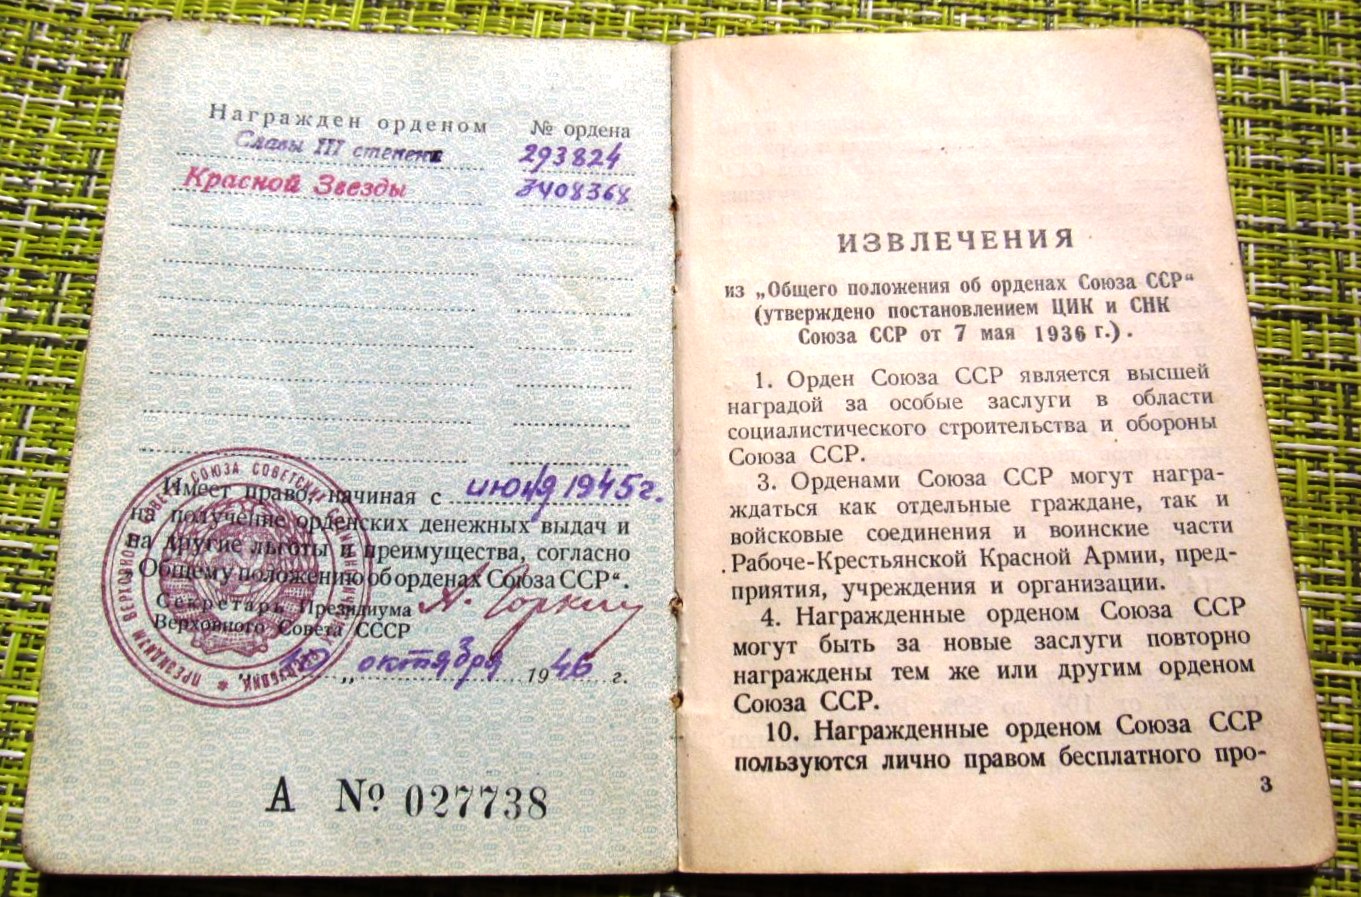 Награжден орденом № ордена
Славы III степени 293824
Красной Звезды 3408368
Имеет право, начиная с июня 1945г.
на получение орденских денежных выдач и
на другие льготы и преимущества, согласно
„Общему положению об орденах Союза ССР“.
Секретарь Президиума
Верховного Совета СССР А. Горкин
октября 1946 г.
А № 027738
ИЗВЛЕЧЕНИЯ
из „Общего положения об орденах Союза ССР“
(утверждено постановлением ЦИК и СНК
Союза ССР от 7 мая 1936 г.).
1. Орден Союза ССР является высшей
наградой за особые заслуги в области
социалистического строительства и обороны
Союза ССР.
3. Орденами Союза ССР могут награ-
ждаться как отдельные граждане, так и
войсковые соединения и воинские части
Рабоче-Крестьянской Красной Армии, пред-
приятия, учреждения и организации.
4. Награжденные орденом Союза ССР
могут быть за новые заслуги повторно
награждены тем же или другим орденом
Союза ССР.
10. Награжденные орденом Союза ССР
пользуются лично правом бесплатного про-
3